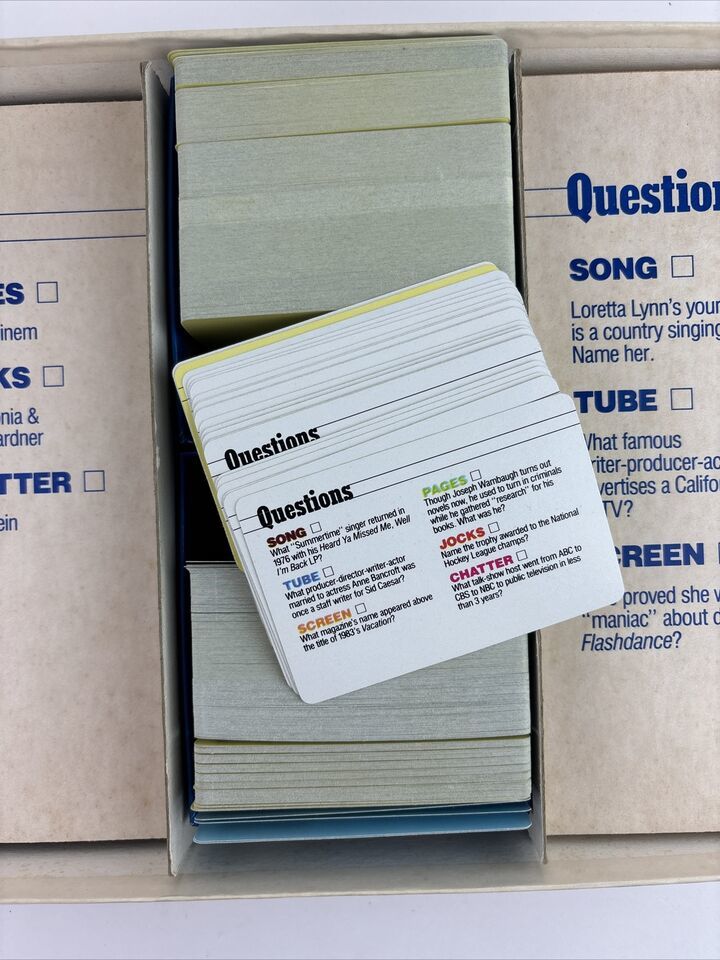 ES
inem
KS
nia &
ardner
TTER
ein
Questions
Questions
SONG
What "Summertime" singer returned in
1976 with his Heard Ya Missed Me, Well
I'm Back LP?
TUBE
What producer-director-writer-actor
married to actress Anne Bancroft was
once a staff writer for Sid Caesar?
SCREEN
What magazine's name appeared above
the title of 1983's Vacation?
PAGES
Though Joseph Wambaugh turns out
novels now, he used to turn in criminals
while he gathered "research" for his
books. What was he?
JOCKS
Name the trophy awarded to the National
Hockey League champs?
CHATTER
What talk-show host went from ABC to
CBS to NBC to public television in less
than 3 years?
Question
SONG
Loretta Lynn's your
is a country singing
Name her.
TUBE
What famous
riter-producer-ac
vertises a Califo
TV?
CREEN
proved she w
"maniac" about d
Flashdance?